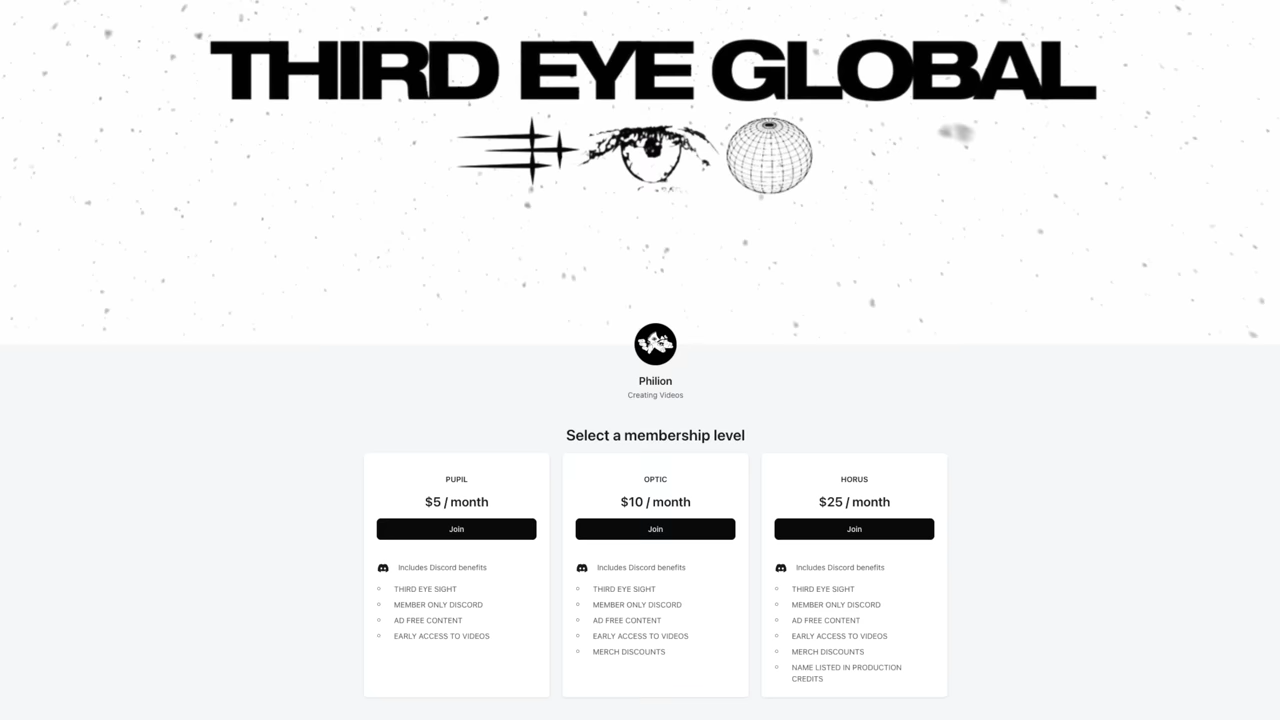 THIRD EYE GLOBAL
Philion
Creating Videos
Select a membership level
PUPIL
$5 / month
Join
Includes Discord benefits
THIRD EYE SIGHT
MEMBER ONLY DISCORD
AD FREE CONTENT
EARLY ACCESS TO VIDEOS
OPTIC
$10 / month
Join
Includes Discord benefits
THIRD EYE SIGHT
MEMBER ONLY DISCORD
AD FREE CONTENT
EARLY ACCESS TO VIDEOS
MERCH DISCOUNTS
HORUS
$25 / month
Join
Includes Discord benefits
THIRD EYE SIGHT
MEMBER ONLY DISCORD
AD FREE CONTENT
EARLY ACCESS TO VIDEOS
MERCH DISCOUNTS
NAME LISTED IN PRODUCTION
CREDITS